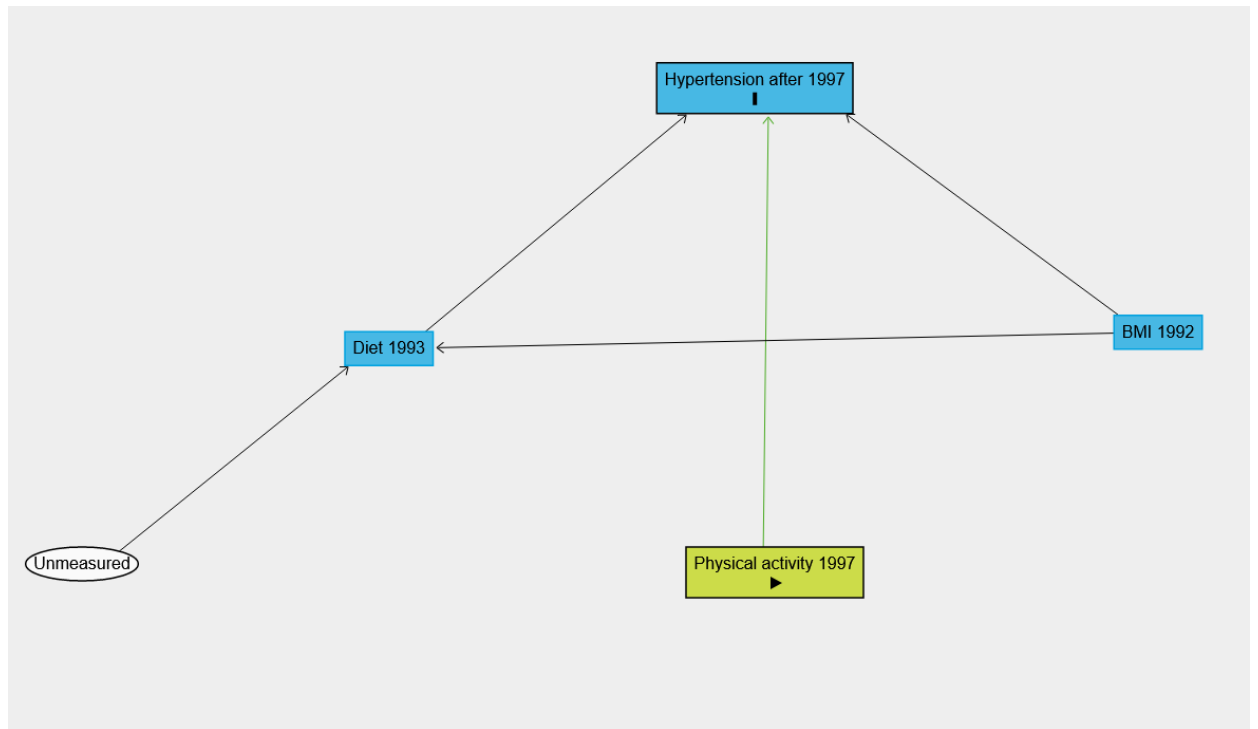 Hypertension after 1997
Diet 1993
BMI 1992
Unmeasured
Physical activity 1997